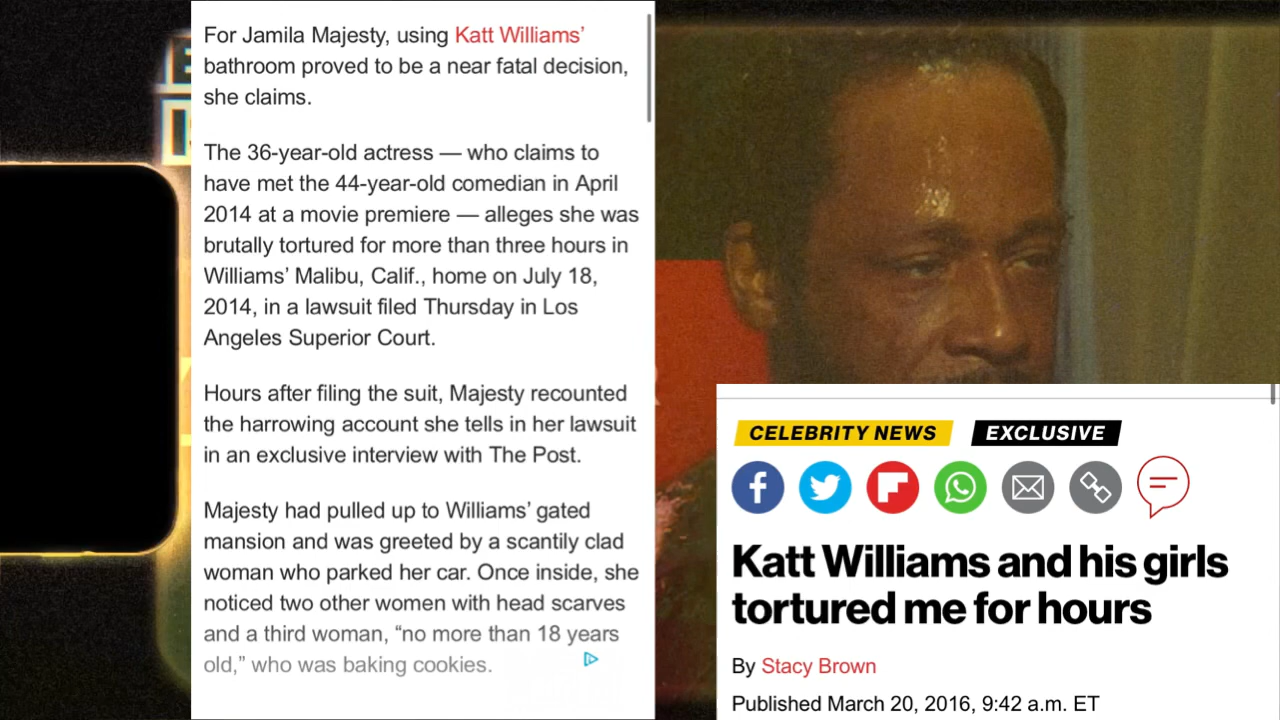 For Jamila Majesty, using Katt Williams’
bathroom proved to be a near fatal decision,
she claims.
The 36-year-old actress — who claims to
have met the 44-year-old comedian in April
2014 at a movie premiere — alleges she was
brutally tortured for more than three hours in
Williams’ Malibu, Calif., home on July 18,
2014, in a lawsuit filed Thursday in Los
Angeles Superior Court.
Hours after filing the suit, Majesty recounted
the harrowing account she tells in her lawsuit
in an exclusive interview with The Post.
Majesty had pulled up to Williams’ gated
mansion and was greeted by a scantily clad
woman who parked her car. Once inside, she
noticed two other women with head scarves
and a third woman, “no more than 18 years
old,” who was baking cookies.
CELEBRITY NEWS EXCLUSIVE
Katt Williams and his girls
tortured me for hours
By Stacy Brown
Published March 20, 2016, 9:42 a.m. ET